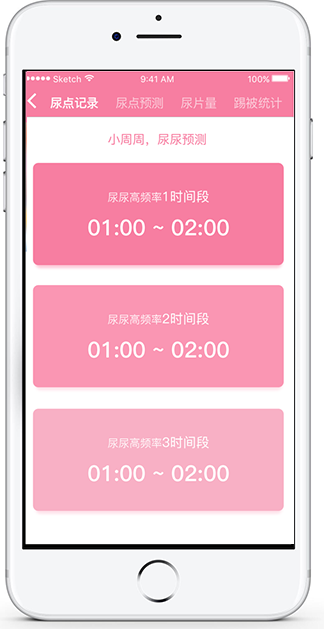 Sketch 9:41 AM 100%
尿点记录 尿点预测 尿片量 踢被统计
小周周，尿尿预测
尿尿高频率1时间段
01:00 ~ 02:00
尿尿高频率2时间段
01:00 ~ 02:00
尿尿高频率3时间段
01:00 ~ 02:00